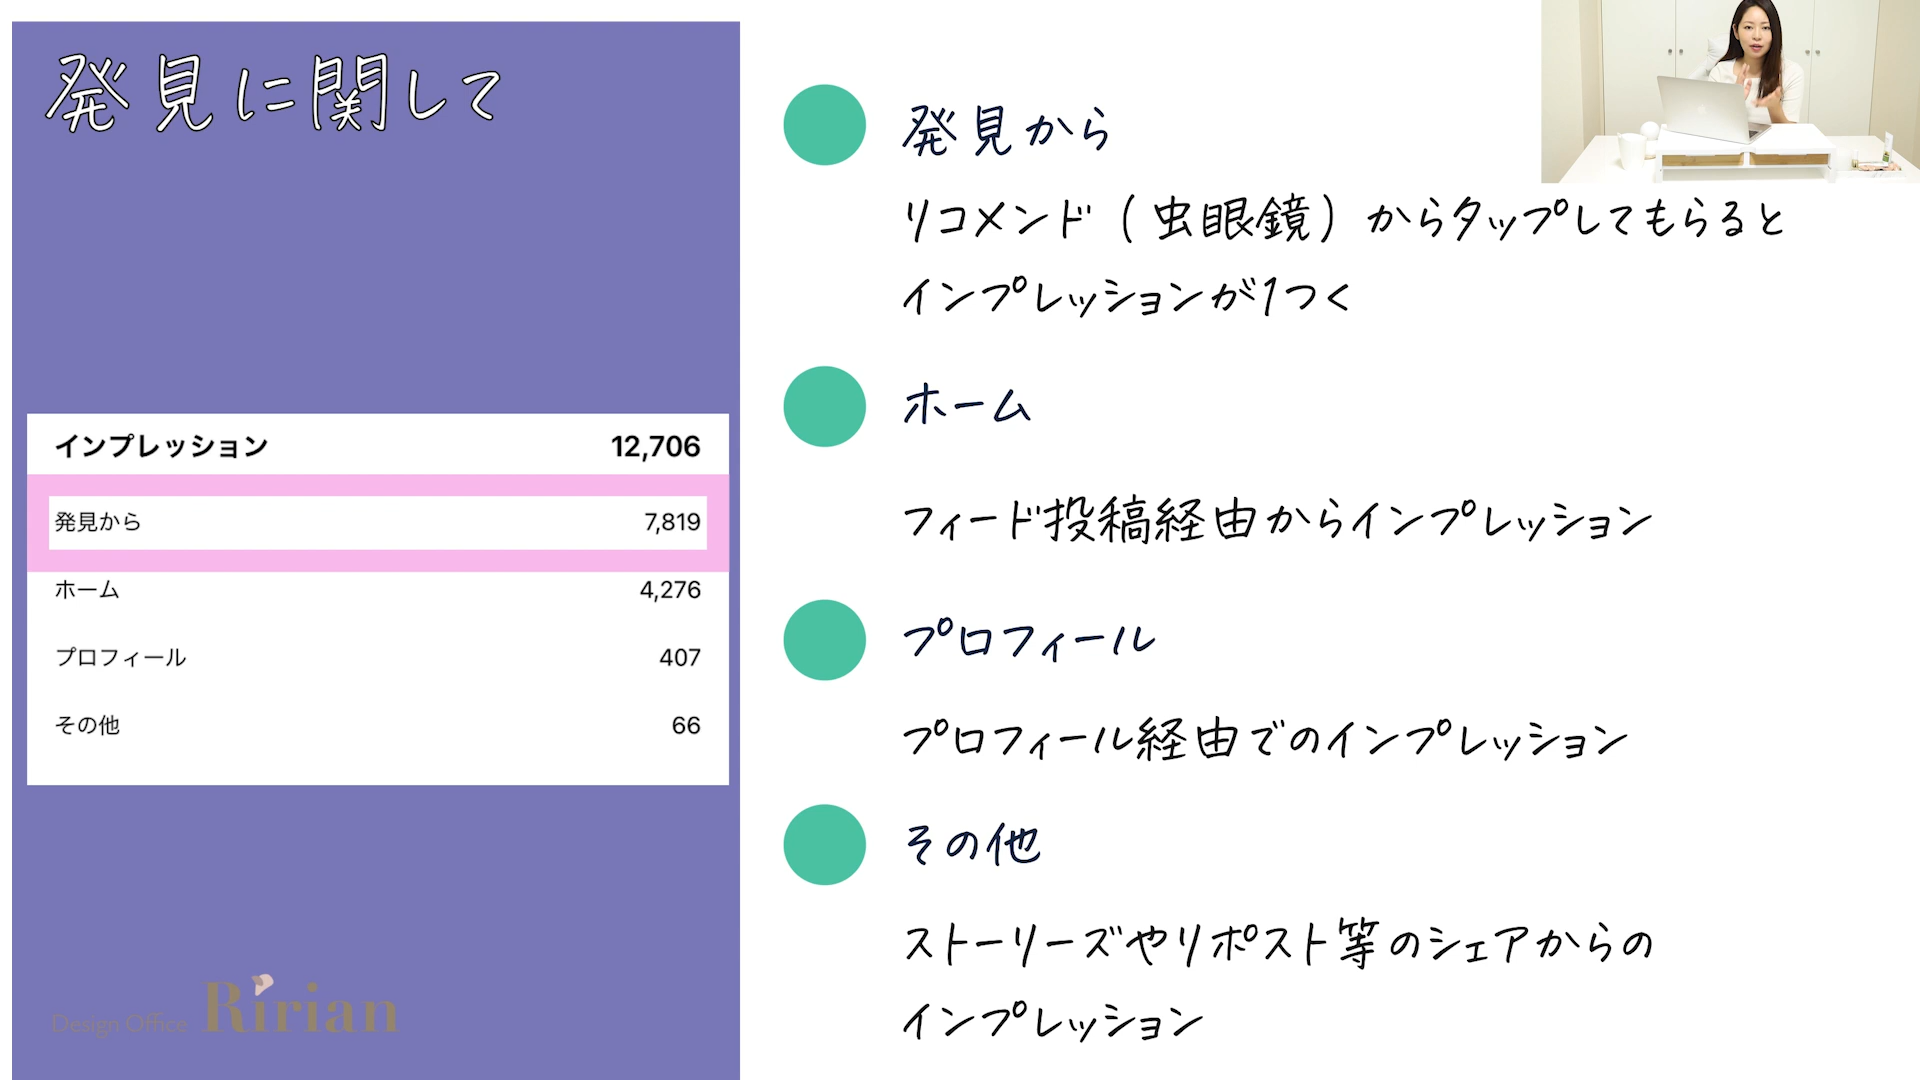 発見に関して
インプレッション 12,706
発見から 7,819
ホーム 4,276
プロフィール 407
その他 66
Design Office Ririan
発見から
リコメンド(虫眼鏡)からタップしてもらると
インプレッションが1つく
ホーム
フィード投稿経由からインプレッション
プロフィール
プロフィール経由でのインプレッション
その他
ストーリーズやリポスト等のシェアからの
インプレッション